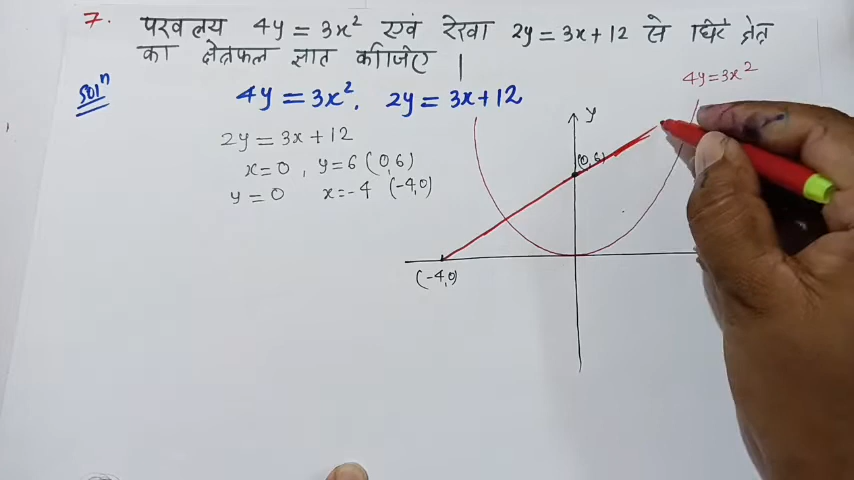 7. परवलय 4y = 3x² एवं रेखा 2y = 3x + 12 से घिरे क्षेत्र
का क्षेत्रफल ज्ञात कीजिए |
Solⁿ
4y = 3x², 2y = 3x + 12
4y = 3x²
2y = 3x + 12
x = 0, y = 6 (0, 6)
y = 0 x = -4 (-4, 0)
y
(0, 6)
(-4, 0)